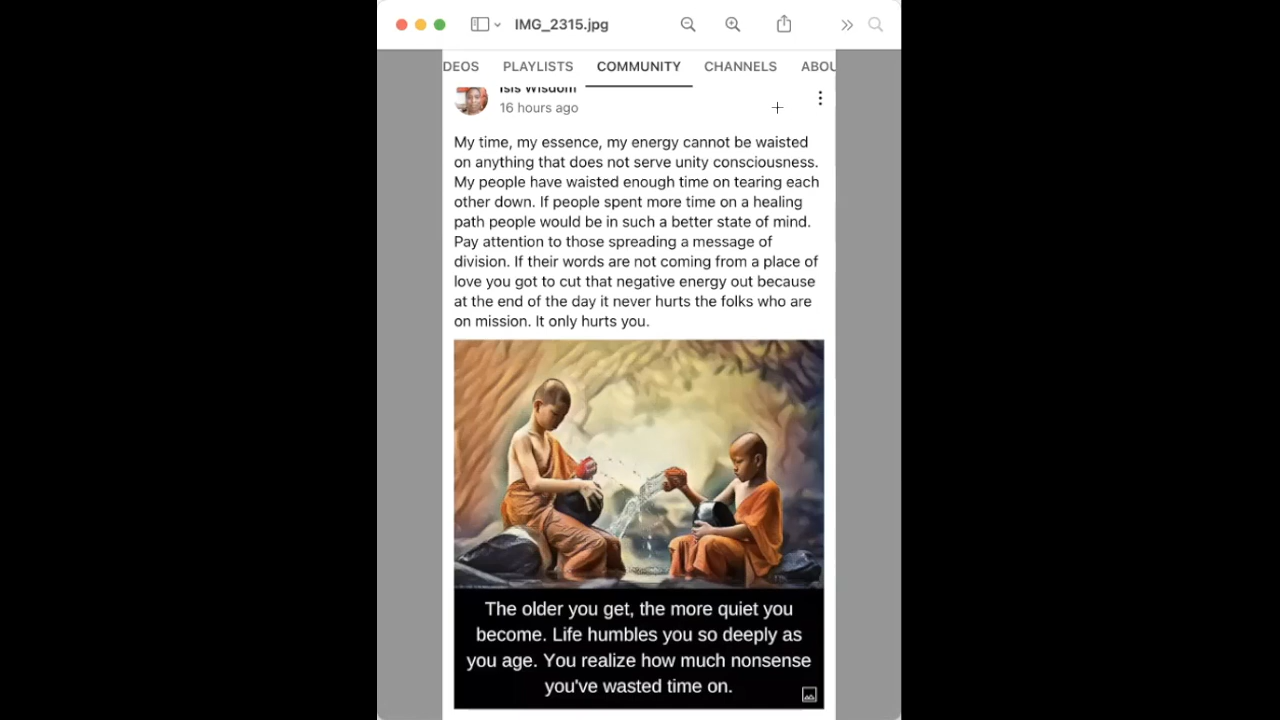 IMG_2315.jpg
DEOS PLAYLISTS COMMUNITY CHANNELS ABOU
Isis Wisdom
16 hours ago
My time, my essence, my energy cannot be waisted
on anything that does not serve unity consciousness.
My people have waisted enough time on tearing each
other down. If people spent more time on a healing
path people would be in such a better state of mind.
Pay attention to those spreading a message of
division. If their words are not coming from a place of
love you got to cut that negative energy out because
at the end of the day it never hurts the folks who are
on mission. It only hurts you.
The older you get, the more quiet you
become. Life humbles you so deeply as
you age. You realize how much nonsense
you've wasted time on.